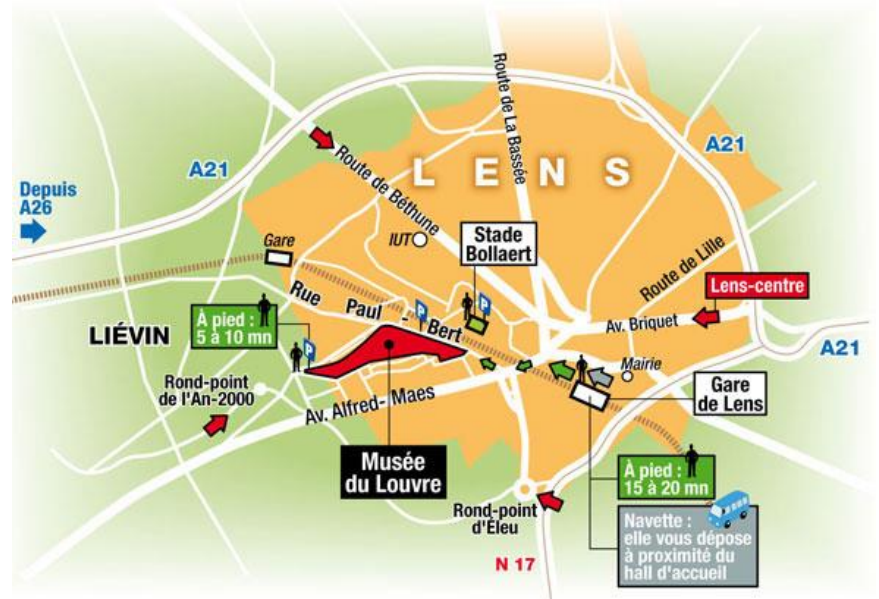 Route de La Bassée
A21
A21
Depuis
A26
Route de Béthune
L E N S
Gare
IUT
Stade
Bollaert
Route de Lille
Lens-centre
Rue Paul - Bert
Av. Briquet
À pied :
5 à 10 mn
LIÉVIN
A21
Mairie
Rond-point
de l'An-2000
Av. Alfred- Maes
Gare
de Lens
Musée
du Louvre
À pied :
15 à 20 mn
Rond-point
d'Éleu
Navette :
elle vous dépose
à proximité du
hall d'accueil
N 17
P
P
P